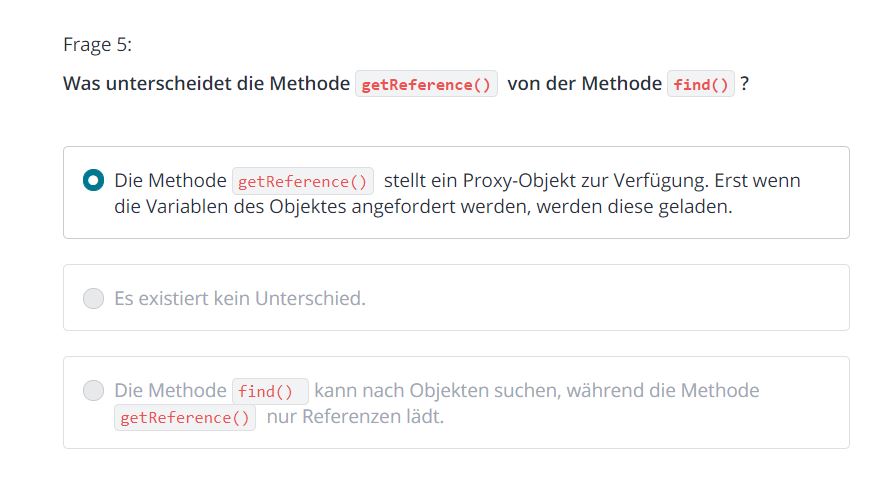 Frage 5:
Was unterscheidet die Methode getReference() von der Methode find() ?
Die Methode getReference() stellt ein Proxy-Objekt zur Verfügung. Erst wenn
die Variablen des Objektes angefordert werden, werden diese geladen.
Es existiert kein Unterschied.
Die Methode find() kann nach Objekten suchen, während die Methode
getReference() nur Referenzen lädt.